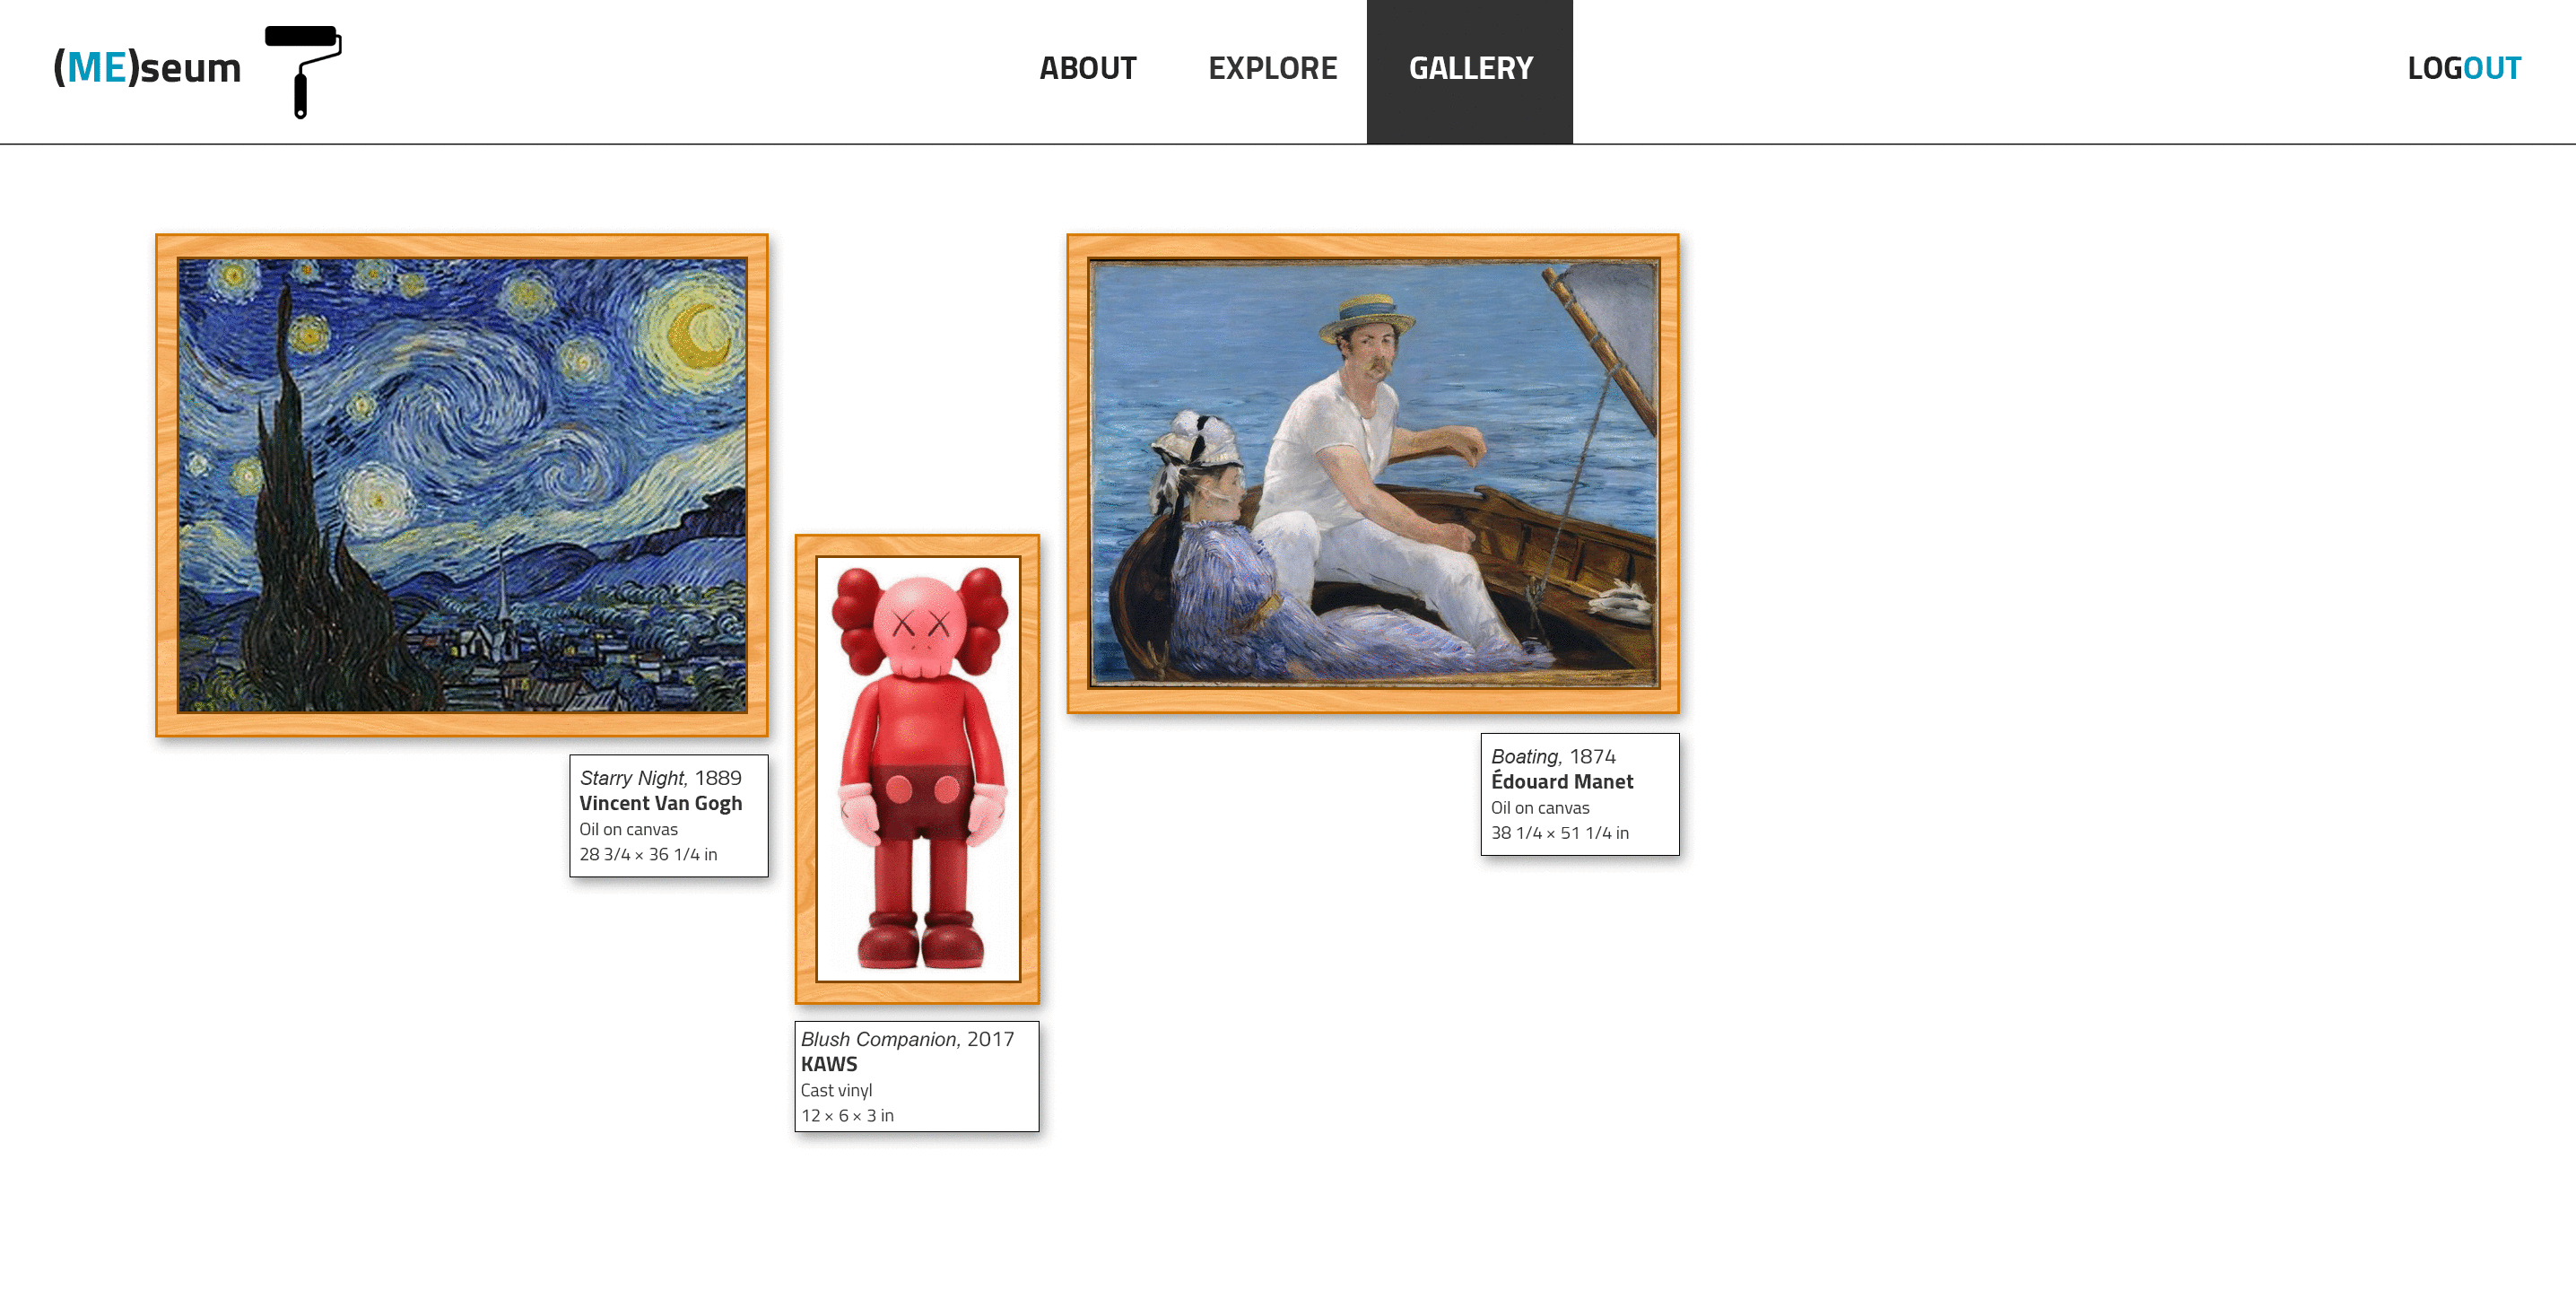 (ME)seum
ABOUT
EXPLORE
GALLERY
LOGOUT
Starry Night, 1889
Vincent Van Gogh
Oil on canvas
28 3/4 × 36 1/4 in
Blush Companion, 2017
KAWS
Cast vinyl
12 × 6 × 3 in
Boating, 1874
Édouard Manet
Oil on canvas
38 1/4 × 51 1/4 in